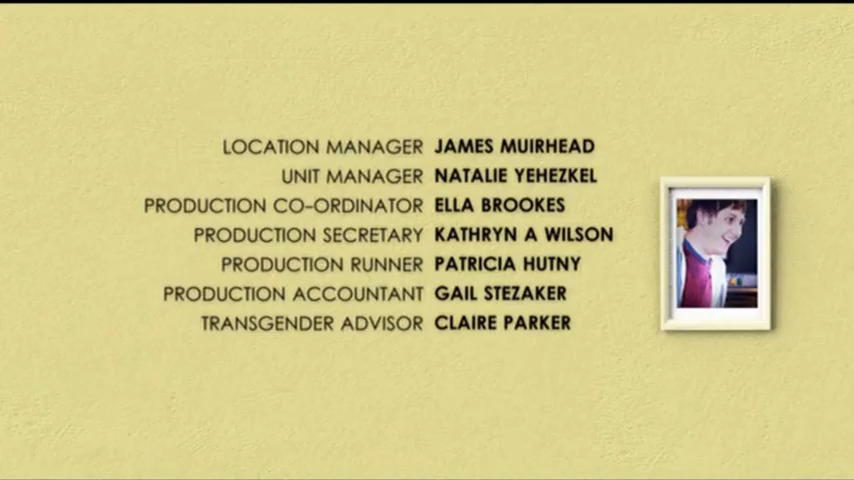 LOCATION MANAGER JAMES MUIRHEAD
UNIT MANAGER NATALIE YEHEZKEL
PRODUCTION CO-ORDINATOR ELLA BROOKES
PRODUCTION SECRETARY KATHRYN A WILSON
PRODUCTION RUNNER PATRICIA HUTNY
PRODUCTION ACCOUNTANT GAIL STEZAKER
TRANSGENDER ADVISOR CLAIRE PARKER